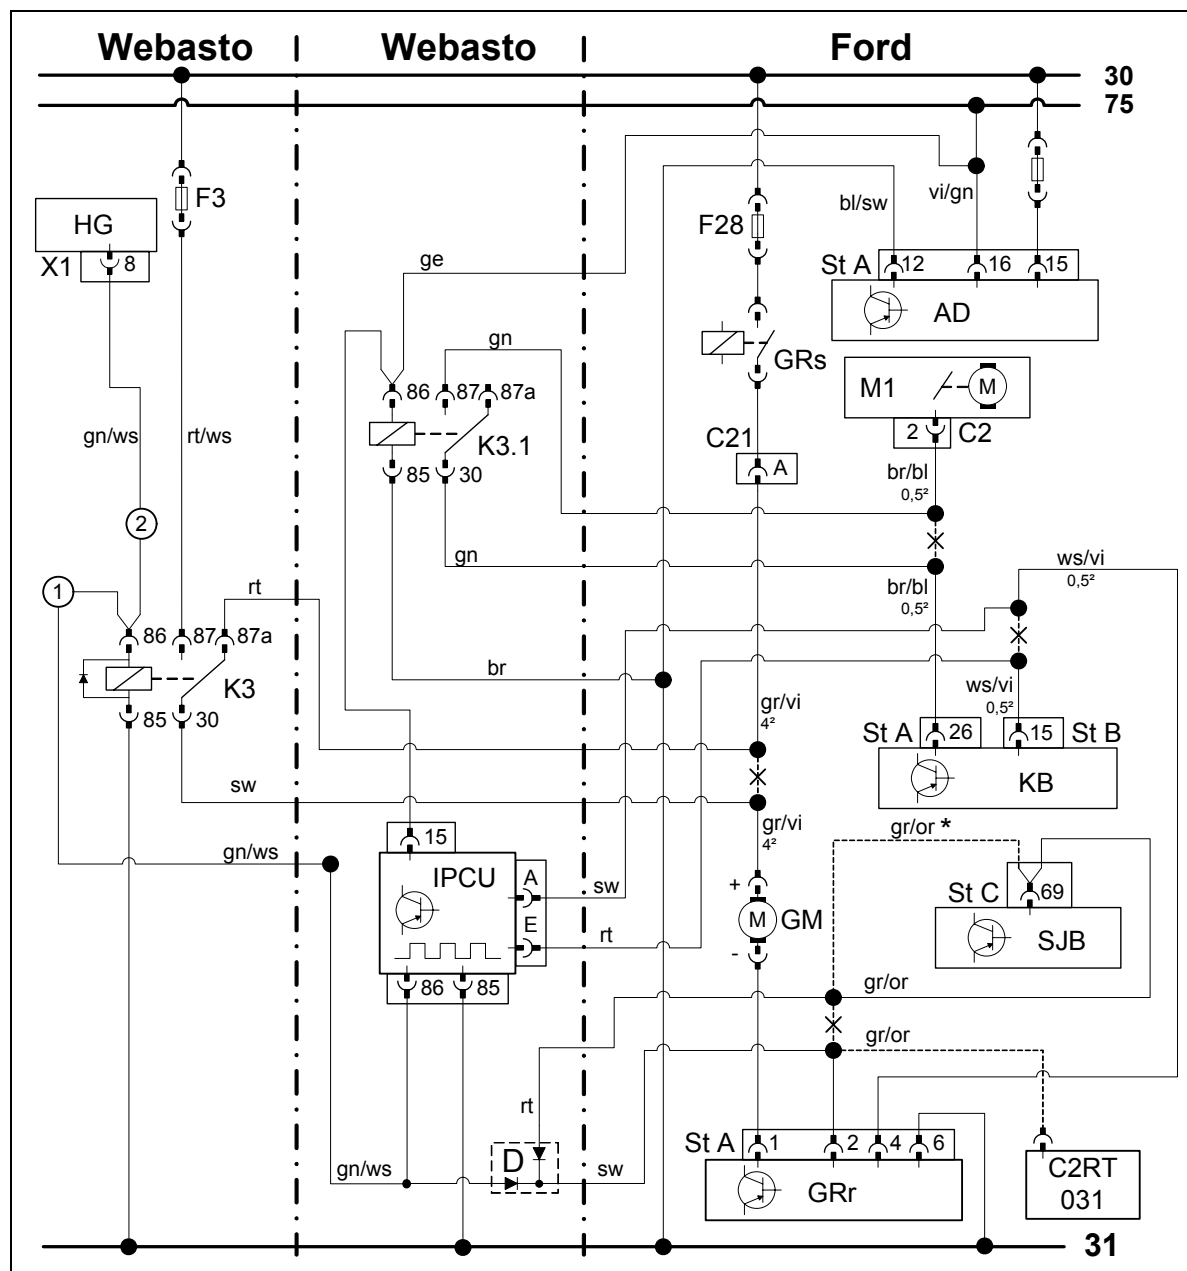 Webasto Webasto Ford
30
75
F3
HG
X1 8
bl/sw vi/gn
F28
ge
St A 12 16 15
AD
gn
GRs
86 87 87a
K3.1
85 30
M1 M
2 C2
C21
A
gn/ws rt/ws
br/bl
0,5²
2
gn
ws/vi
0,5²
1
rt
br/bl
0,5²
86 87 87a
K3
85 30
br
gr/vi
4²
ws/vi
0,5²
St A 26 15 St B
KB
sw
gr/vi
4²
gr/or *
15
gn/ws
IPCU A
sw
E
rt
+
M GM
-
St C 69
SJB
86 85
gr/or
gr/or
rt
St A 1 2 4 6
D
gn/ws sw
GRr
C2RT
031
31